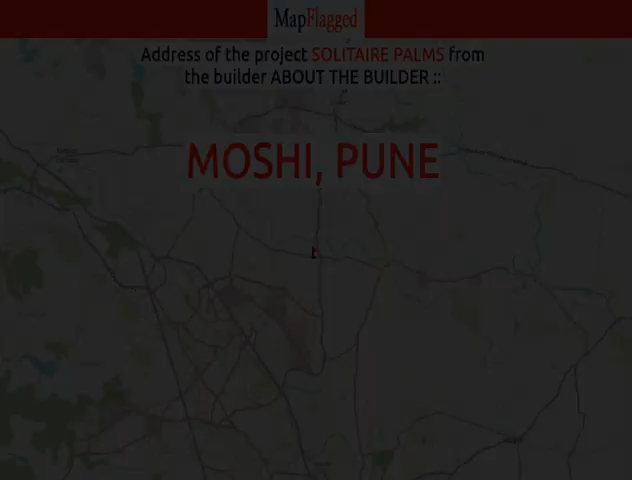 MapFlagged
Address of the project SOLITAIRE PALMS from
the builder ABOUT THE BUILDER ::
MOSHI, PUNE